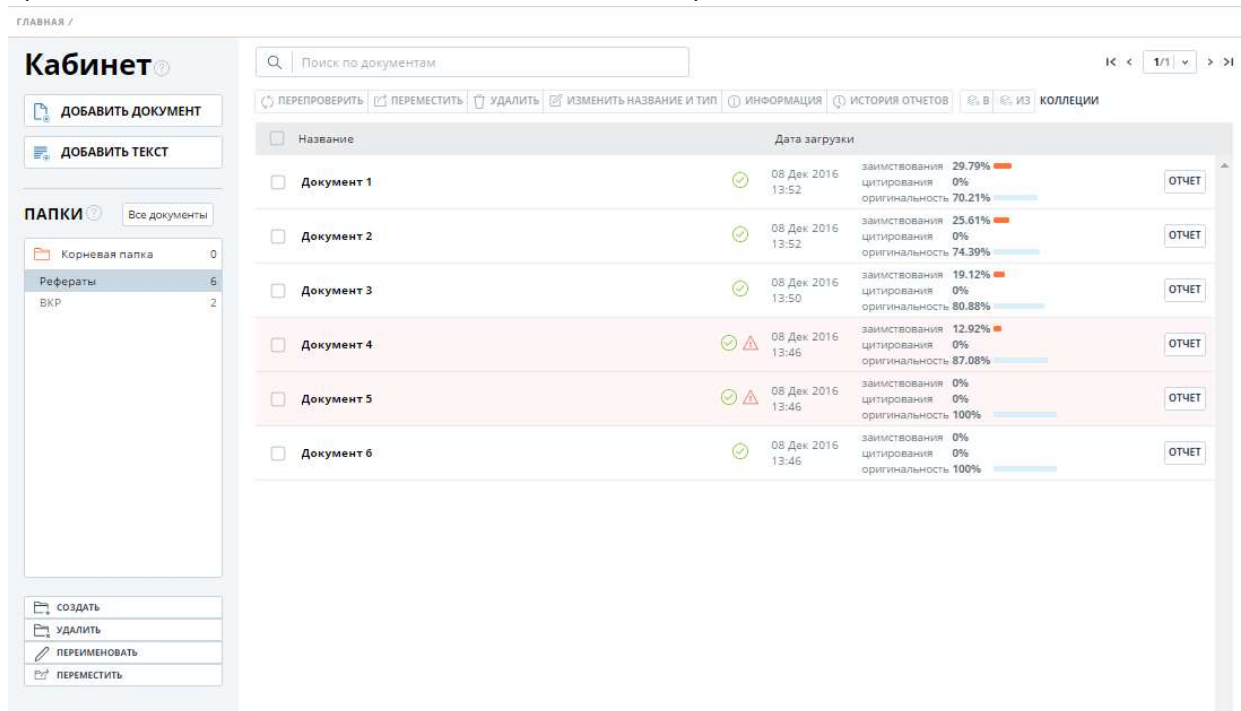 ГЛАВНАЯ /
Кабинет
Поиск по документам
1/1
ДОБАВИТЬ ДОКУМЕНТ
ДОБАВИТЬ ТЕКСТ
ПЕРЕПРОВЕРИТЬ ПЕРЕМЕСТИТЬ УДАЛИТЬ ИЗМЕНИТЬ НАЗВАНИЕ И ТИП ИНФОРМАЦИЯ ИСТОРИЯ ОТЧЕТОВ В ИЗ КОЛЛЕЦИИ
ПАПКИ Все документы
Корневая папка 0
Рефераты 6
ВКР 2
СОЗДАТЬ
УДАЛИТЬ
ПЕРЕИМЕНОВАТЬ
ПЕРЕМЕСТИТЬ
Название Дата загрузки
Документ 1
08 Дек 2016
13:52
заимствования 29.79%
цитирования 0%
оригинальность 70.21%
ОТЧЕТ
Документ 2
08 Дек 2016
13:52
заимствования 25.61%
цитирования 0%
оригинальность 74.39%
ОТЧЕТ
Документ 3
08 Дек 2016
13:50
заимствования 19.12%
цитирования 0%
оригинальность 80.88%
ОТЧЕТ
Документ 4
08 Дек 2016
13:46
заимствования 12.92%
цитирования 0%
оригинальность 87.08%
ОТЧЕТ
Документ 5
08 Дек 2016
13:46
заимствования 0%
цитирования 0%
оригинальность 100%
ОТЧЕТ
Документ 6
08 Дек 2016
13:46
заимствования 0%
цитирования 0%
оригинальность 100%
ОТЧЕТ